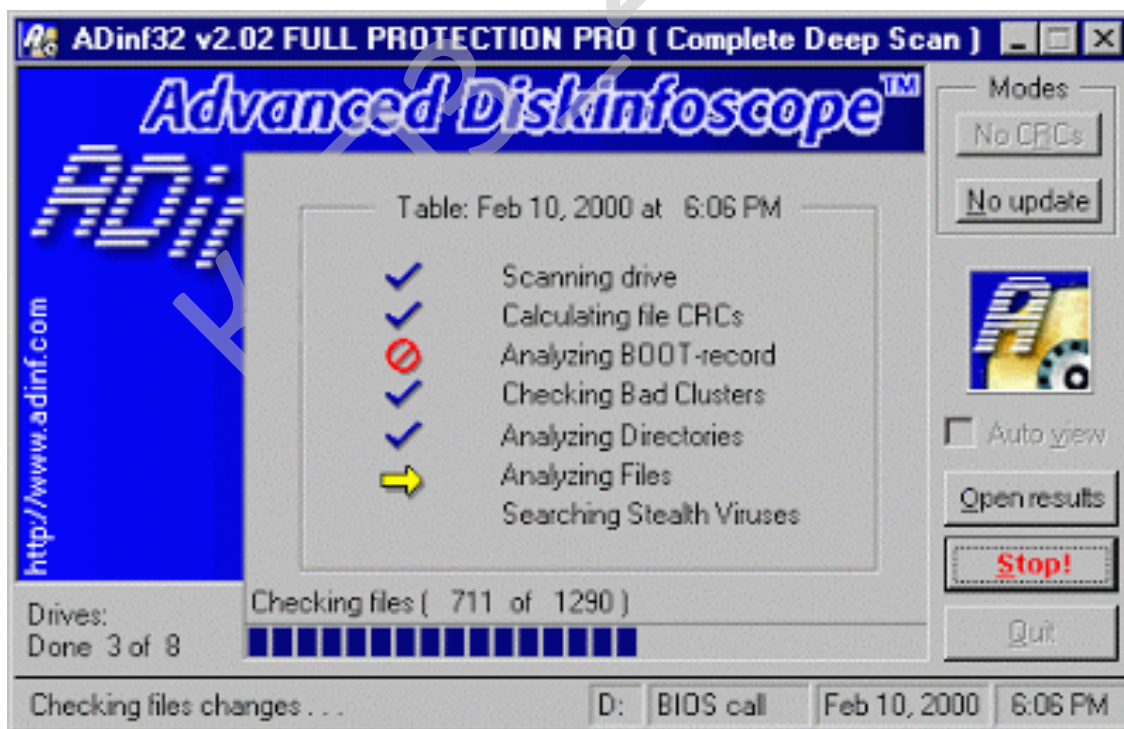 ADinf32 v2.02 FULL PROTECTION PRO ( Complete Deep Scan )
Advanced Diskinfoscope™
http://www.adinf.com
Table: Feb 10, 2000 at 6:06 PM
Scanning drive
Calculating file CRCs
Analyzing BOOT-record
Checking Bad Clusters
Analyzing Directories
Analyzing Files
Searching Stealth Viruses
Checking files ( 711 of 1290 )
Drives:
Done 3 of 8
Modes
No CRCs
No update
Auto view
Open results
Stop!
Quit
Checking files changes . . .
D:
BIOS call
Feb 10, 2000
6:06 PM